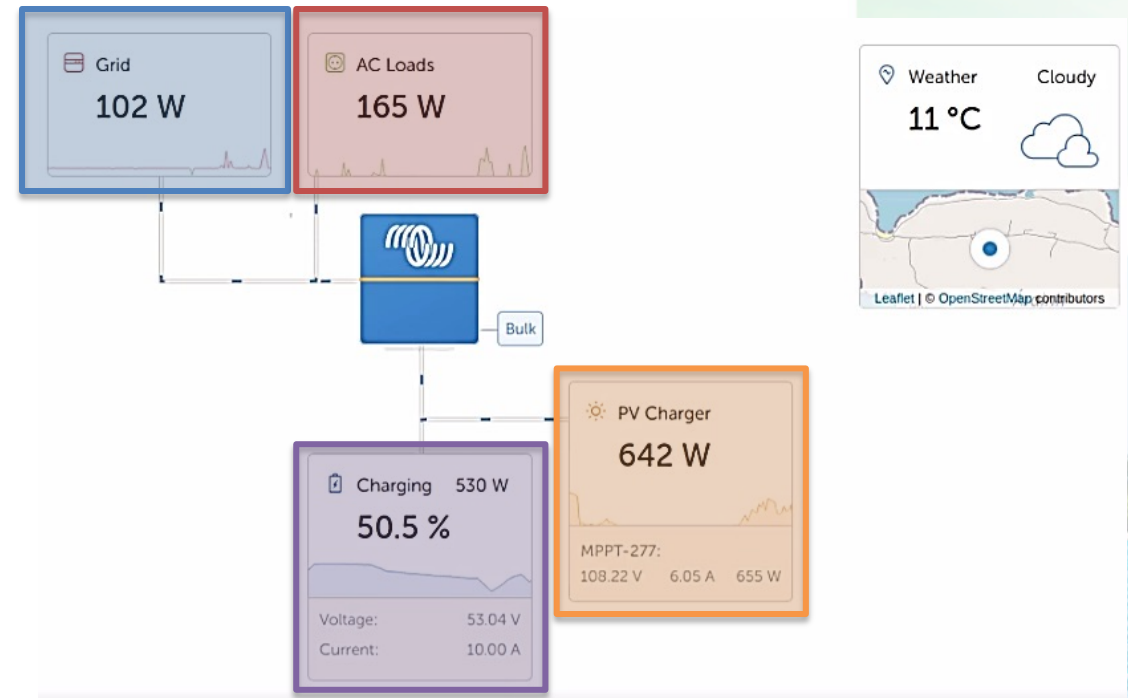 Grid
102 W
AC Loads
165 W
Weather Cloudy
11 °C
Leaflet | © OpenStreetMap contributors
Bulk
PV Charger
642 W
MPPT-277:
108.22 V 6.05 A 655 W
Charging 530 W
50.5 %
Voltage: 53.04 V
Current: 10.00 A